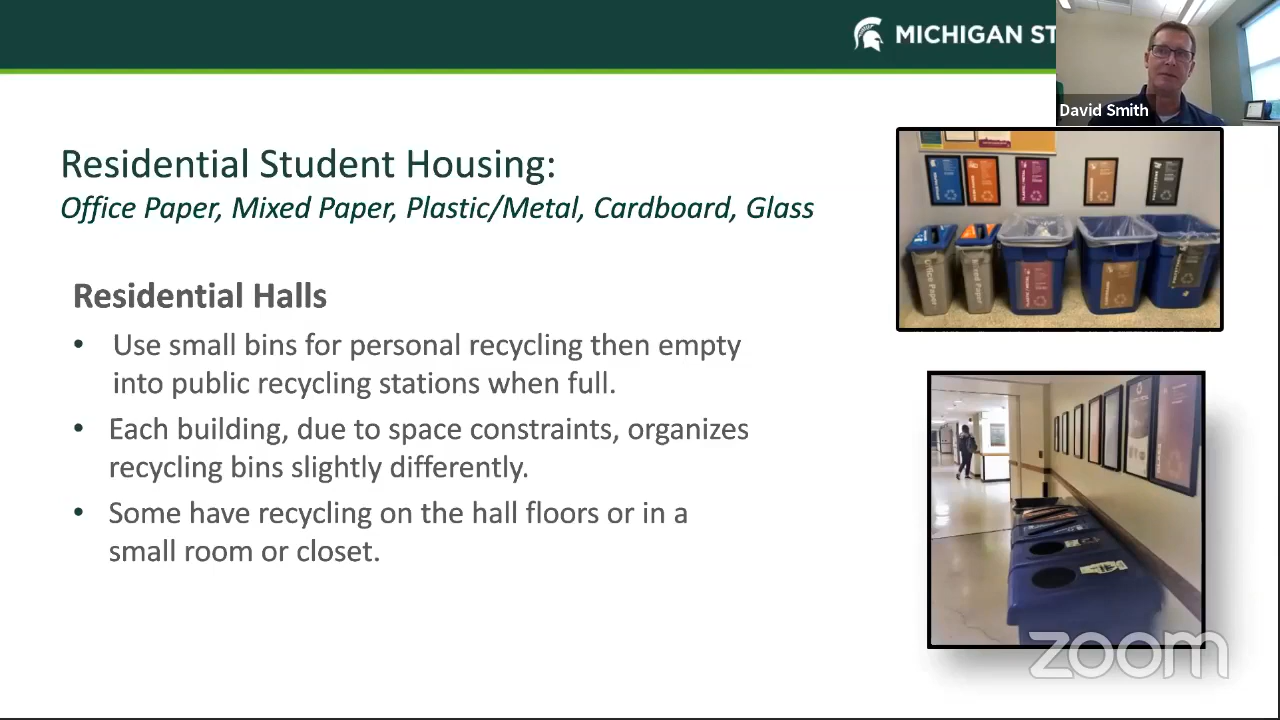 MICHIGAN ST
David Smith
Residential Student Housing:
Office Paper, Mixed Paper, Plastic/Metal, Cardboard, Glass
Residential Halls
• Use small bins for personal recycling then empty
into public recycling stations when full.
• Each building, due to space constraints, organizes
recycling bins slightly differently.
• Some have recycling on the hall floors or in a
small room or closet.
Office Paper
Mixed Paper
zoom